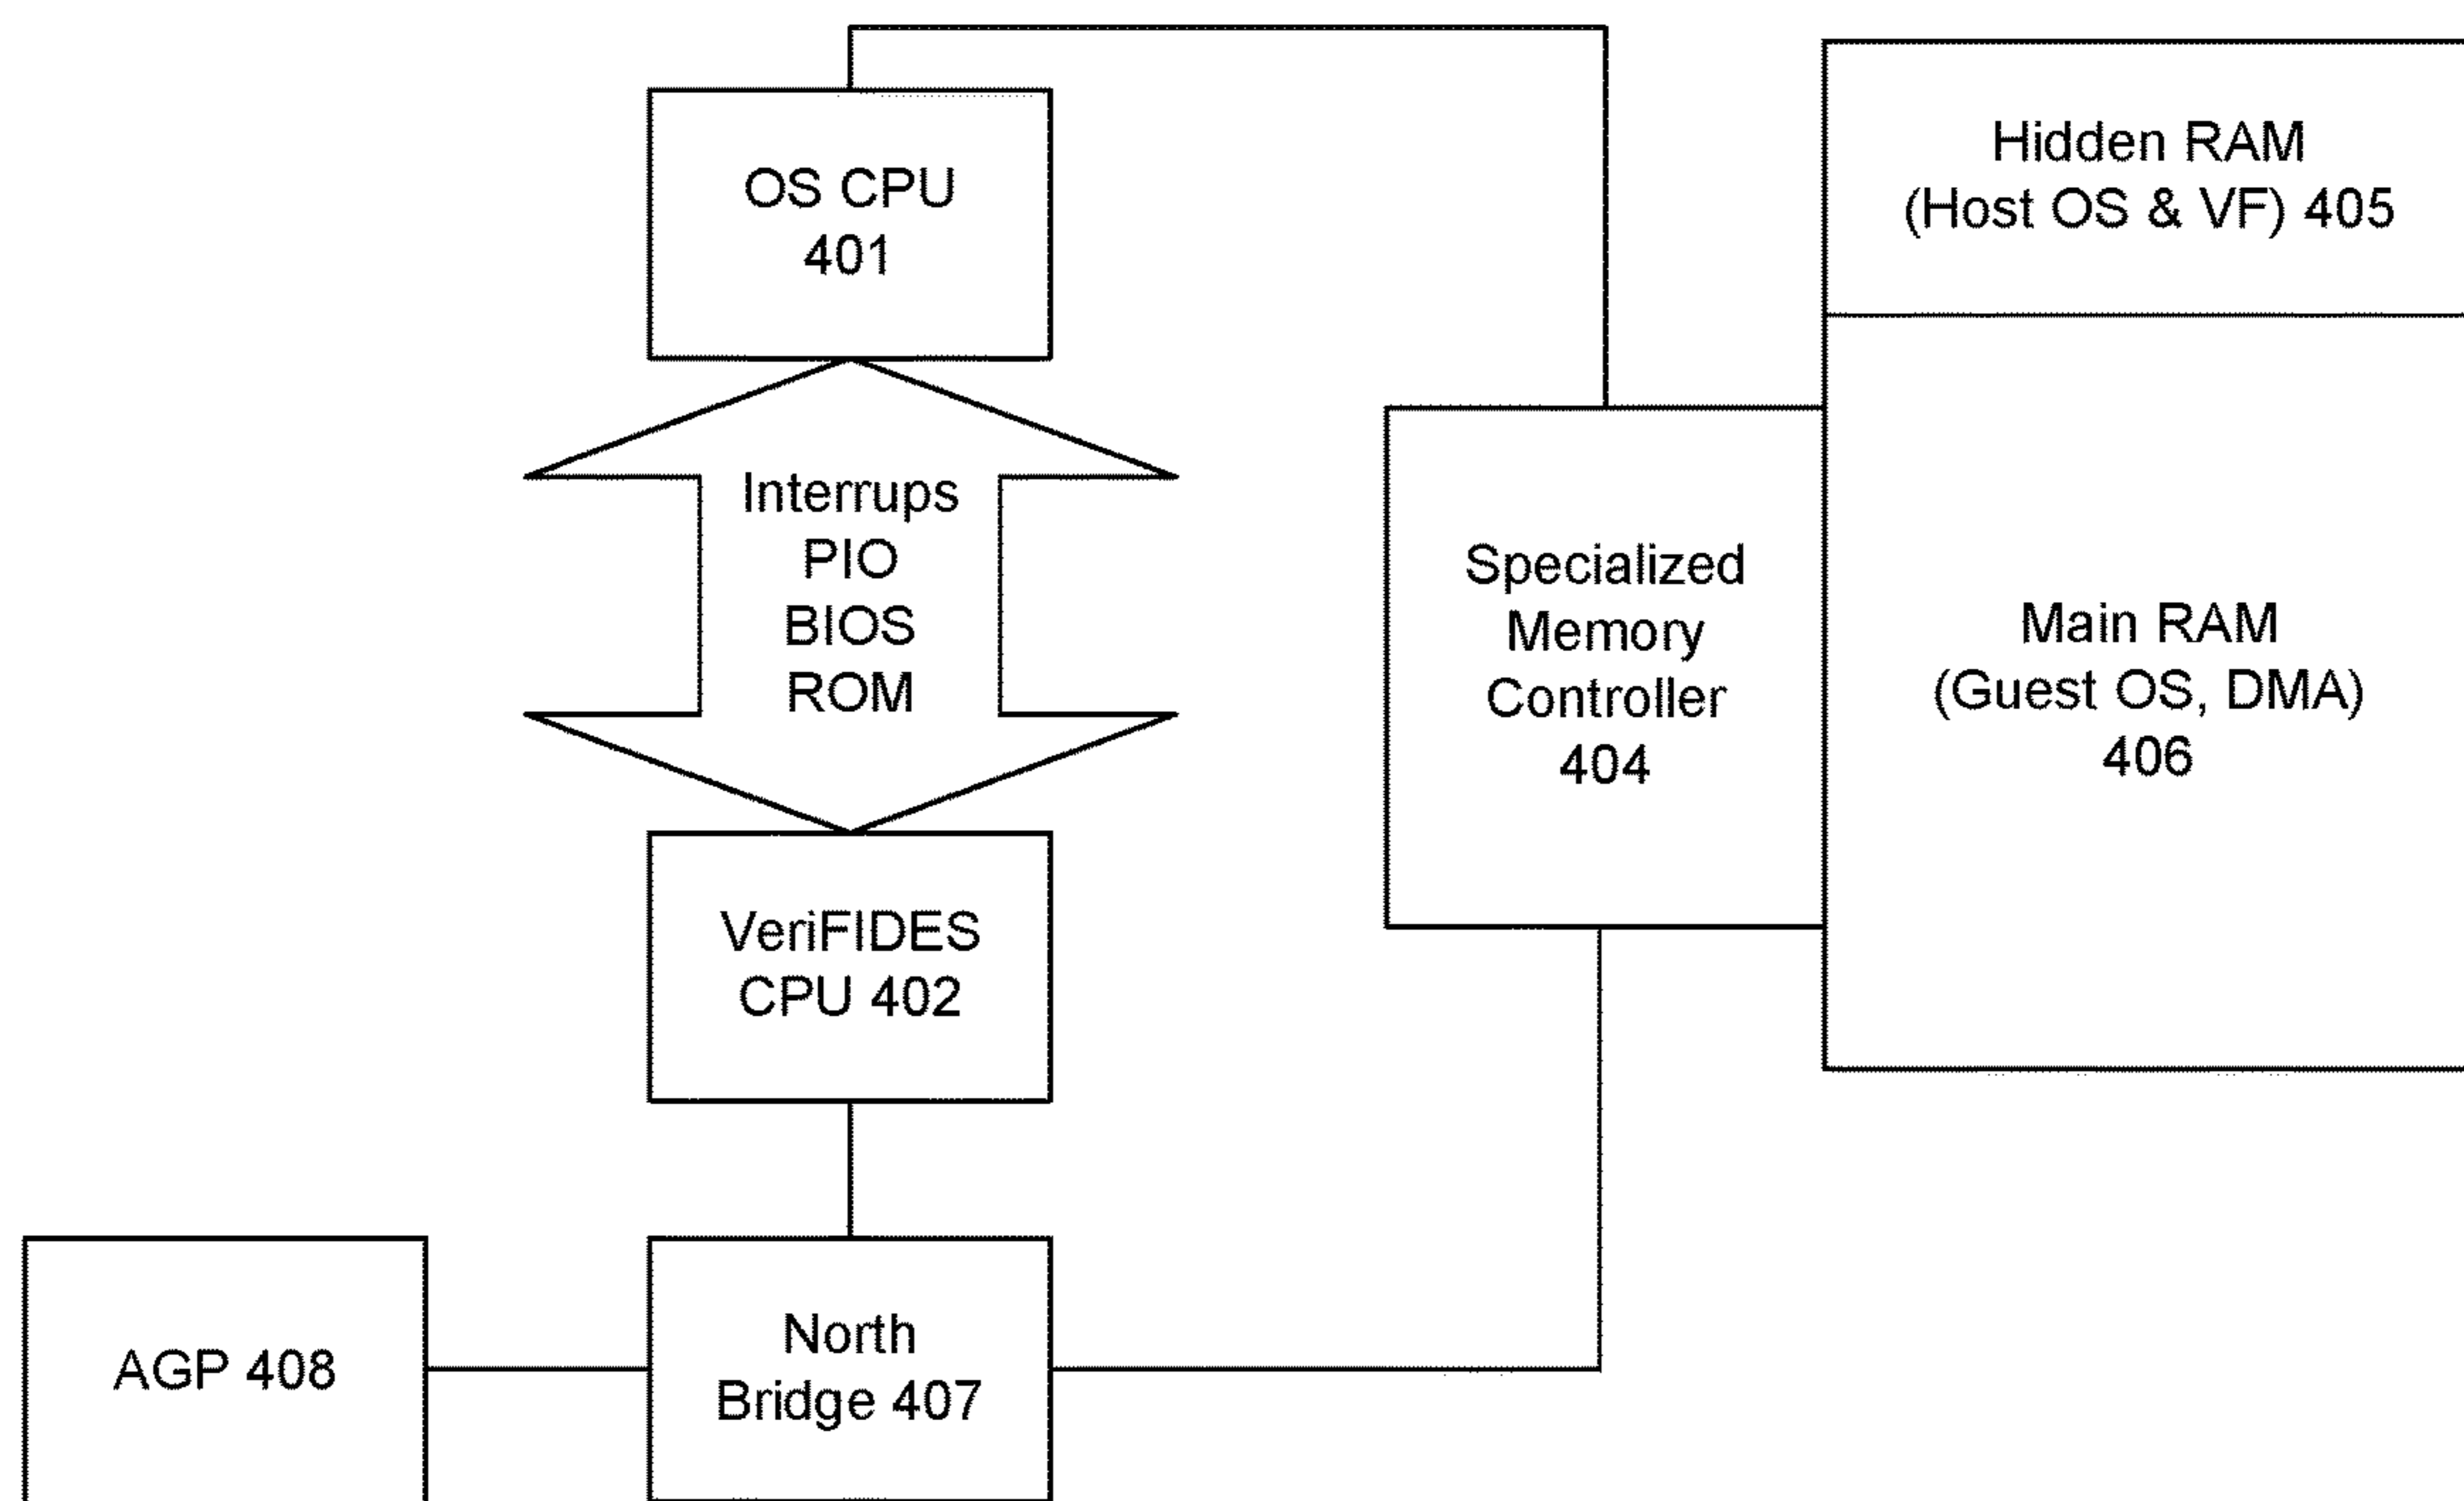 OS CPU
401
Interrups
PIO
BIOS
ROM
VeriFIDES
CPU 402
North
Bridge 407
AGP 408
Specialized
Memory
Controller
404
Hidden RAM
(Host OS & VF) 405
Main RAM
(Guest OS, DMA)
406